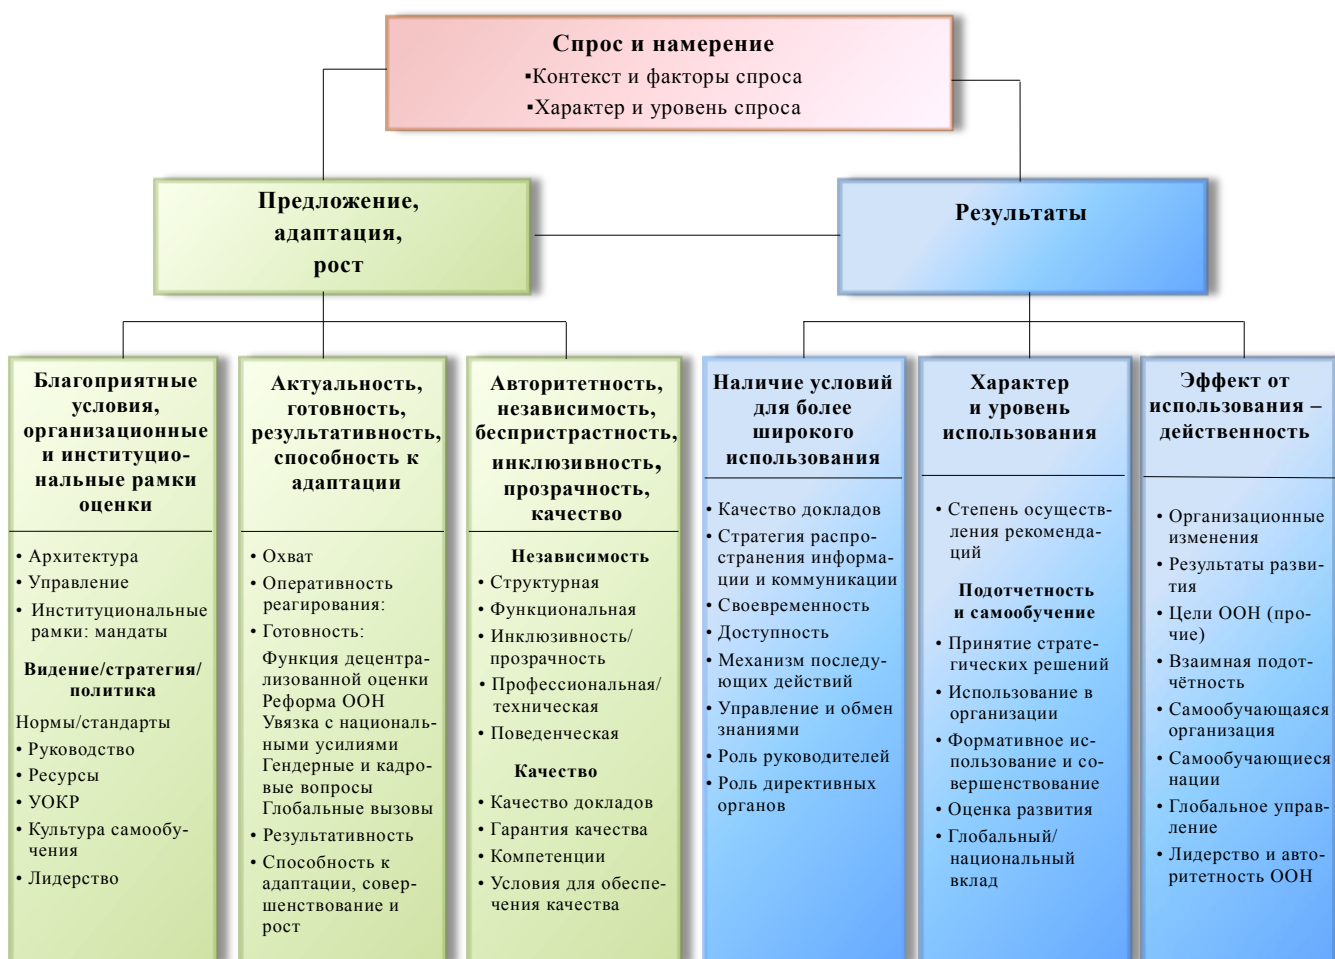 Спрос и намерение
▪Контекст и факторы спроса
▪Характер и уровень спроса
Предложение,
адаптация,
рост
Результаты
Благоприятные
условия,
организационные
и институцио-
нальные рамки
оценки
• Архитектура
• Управление
• Институциональные
рамки: мандаты
Видение/стратегия/
политика
Нормы/стандарты
• Руководство
• Ресурсы
• УОКР
• Культура самообу-
чения
• Лидерство
Актуальность,
готовность,
результативность,
способность к
адаптации
• Охват
• Оперативность
реагирования:
• Готовность:
Функция децентра-
лизованной оценки
Реформа ООН
Увязка с националь-
ными усилиями
Гендерные и кадро-
вые вопросы
Глобальные вызовы
• Результативность
• Способность к
адаптации, совер-
шенствование и
рост
Авторитетность,
независимость,
беспристрастность,
инклюзивность,
прозрачность,
качество
Независимость
• Структурная
• Функциональная
• Инклюзивность/
прозрачность
• Профессиональная/
техническая
• Поведенческая
Качество
• Качество докладов
• Гарантия качества
• Компетенции
• Условия для обеспе-
чения качества
Наличие условий
для более
широкого
использования
• Качество докладов
• Стратегия распро-
странения информа-
ции и коммуникации
• Своевременность
• Доступность
• Механизм последу-
ющих действий
• Управление и обмен
знаниями
• Роль руководителей
• Роль директивных
органов
Характер
и уровень
использования
• Степень осуществ-
ления рекоменда-
ций
Подотчетность
и самообучение
• Принятие страте-
гических решений
• Использование в
организации
• Формативное ис-
пользование и со-
вершенствование
• Оценка развития
• Глобальный/
национальный
вклад
Эффект от
использования –
действенность
• Организационные
изменения
• Результаты разви-
тия
• Цели ООН (про-
чие)
• Взаимная подот-
чётность
• Самообучающаяся
организация
• Самообучающиеся
нации
• Глобальное управ-
ление
• Лидерство и авто-
ритетность ООН